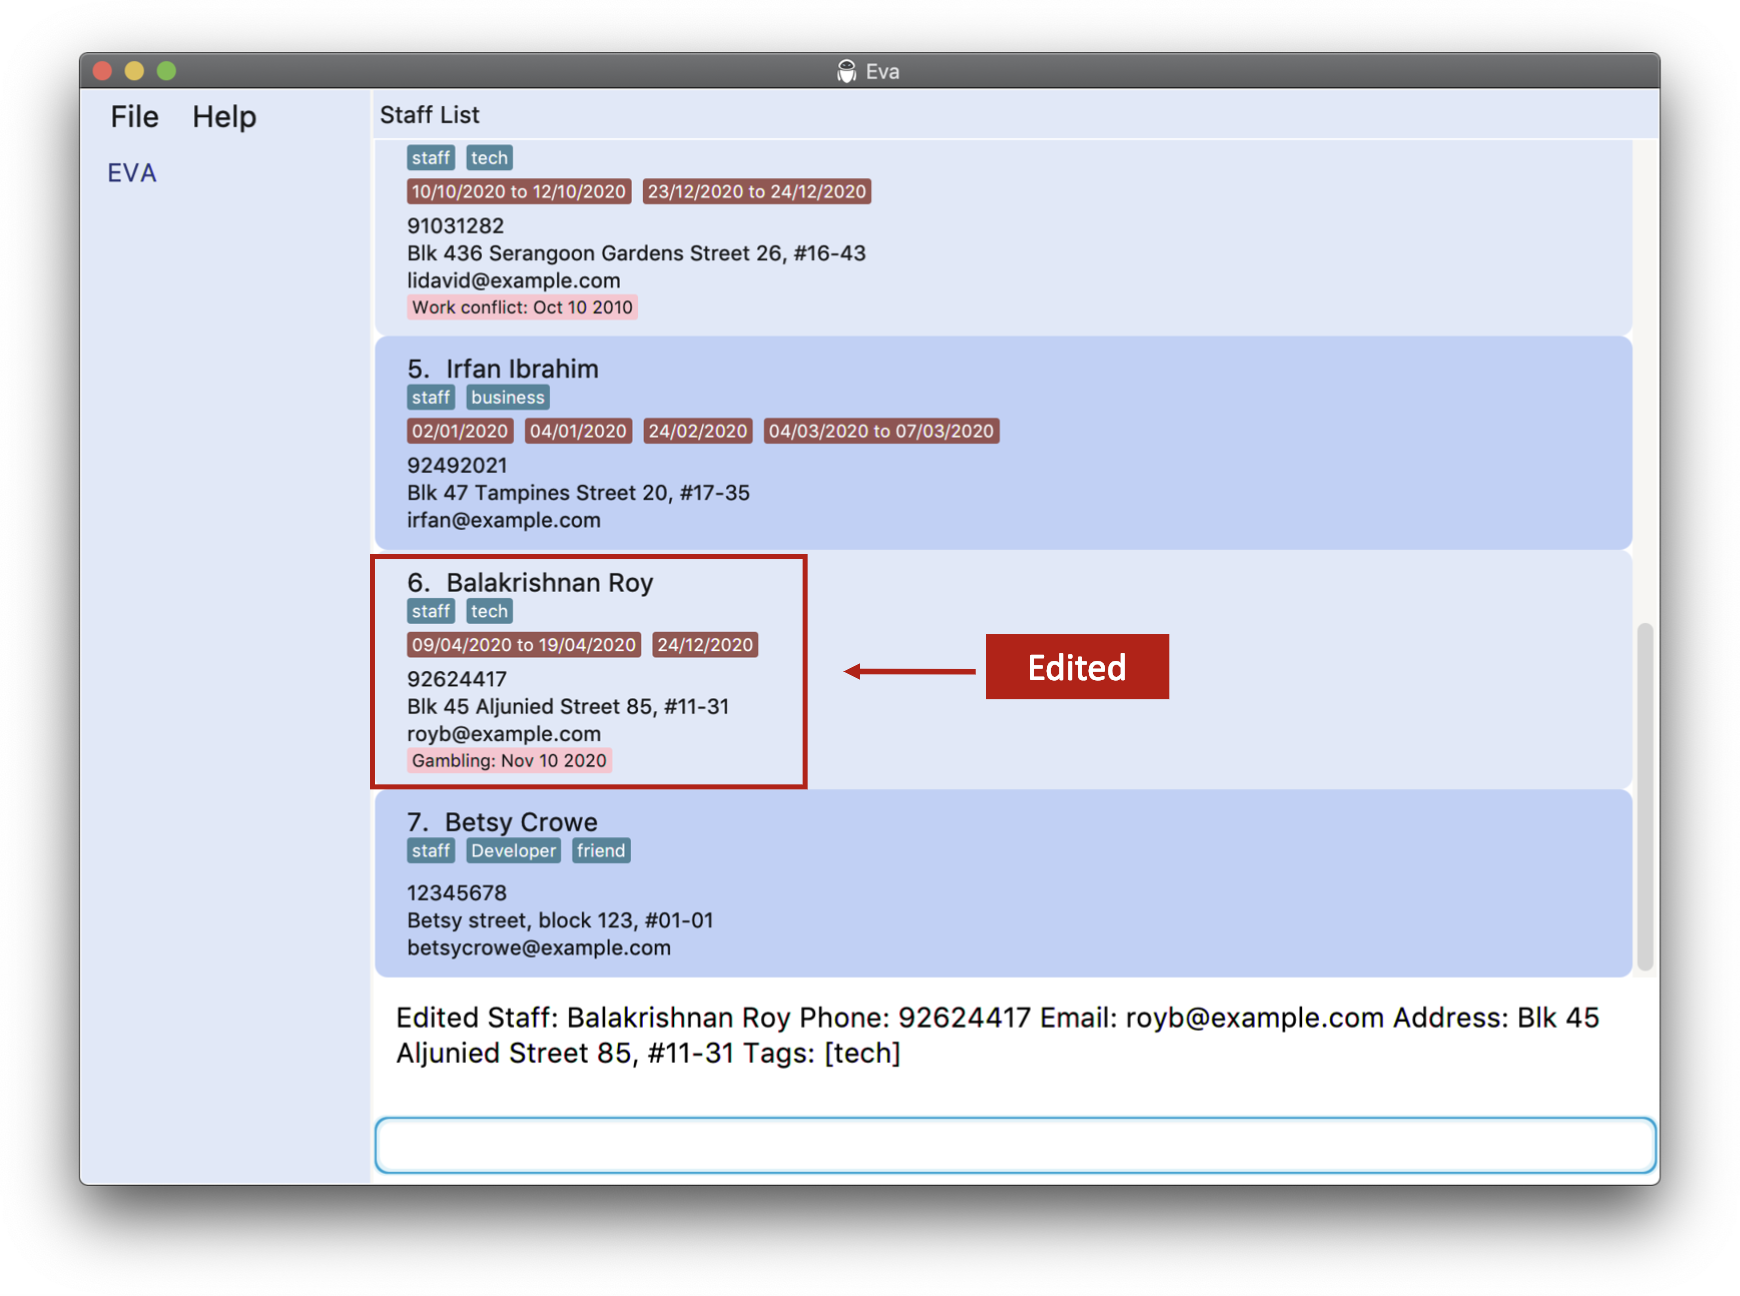 Eva
File Help
EVA
Staff List
staff tech
10/10/2020 to 12/10/2020 23/12/2020 to 24/12/2020
91031282
Blk 436 Serangoon Gardens Street 26, #16-43
lidavid@example.com
Work conflict: Oct 10 2010
5. Irfan Ibrahim
staff business
02/01/2020 04/01/2020 24/02/2020 04/03/2020 to 07/03/2020
92492021
Blk 47 Tampines Street 20, #17-35
irfan@example.com
6. Balakrishnan Roy
staff tech
09/04/2020 to 19/04/2020 24/12/2020
92624417
Blk 45 Aljunied Street 85, #11-31
royb@example.com
Gambling: Nov 10 2020
Edited
7. Betsy Crowe
staff Developer friend
12345678
Betsy street, block 123, #01-01
betsycrowe@example.com
Edited Staff: Balakrishnan Roy Phone: 92624417 Email: royb@example.com Address: Blk 45
Aljunied Street 85, #11-31 Tags: [tech]